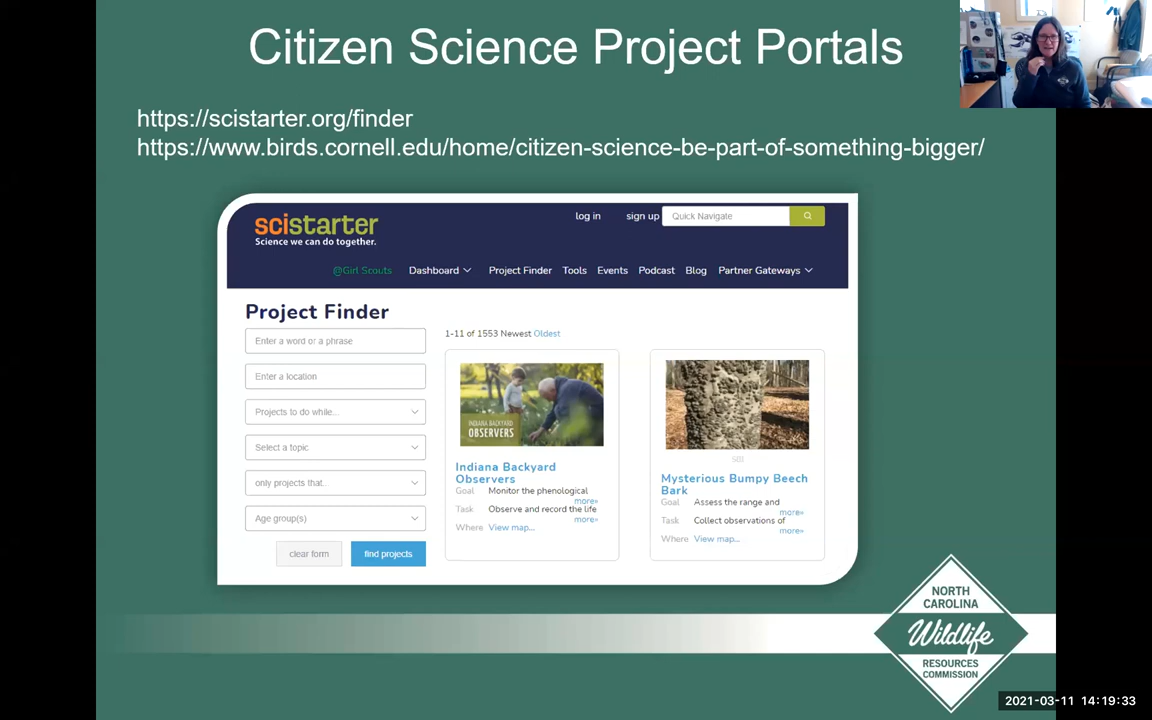 Citizen Science Project Portals
https://scistarter.org/finder
https://www.birds.cornell.edu/home/citizen-science-be-part-of-something-bigger/
scistarter
Science we can do together.
log in
sign up
Quick Navigate
@Girl Scouts
Dashboard
Project Finder
Tools
Events
Podcast
Blog
Partner Gateways
Project Finder
Enter a word or a phrase
Enter a location
Projects to do while...
Select a topic
only projects that...
Age group(s)
clear form
find projects
1-11 of 1553 Newest Oldest
INDIANA BACKYARD
OBSERVERS
Indiana Backyard
Observers
Goal Monitor the phenological
more»
Task Observe and record the life
more»
Where View map...
Mysterious Bumpy Beech
Bark
Goal Assess the range and
more»
Task Collect observations of
more»
Where View map...
NORTH
CAROLINA
Wildlife
RESOURCES
COMMISSION
2021-03-11 14:19:33